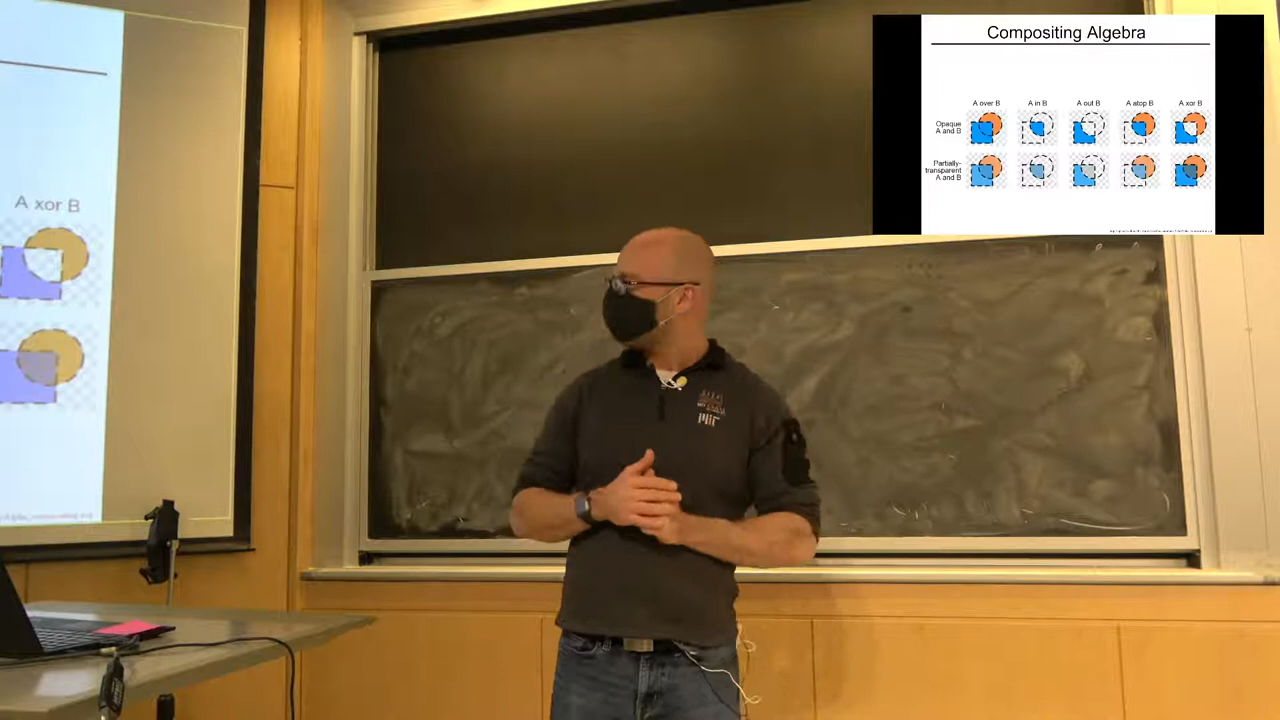 A xor B
MIT
Compositing Algebra
A over B A in B A out B A atop B A xor B
Opaque
A and B
Partially-
transparent
A and B